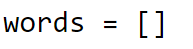 words = []